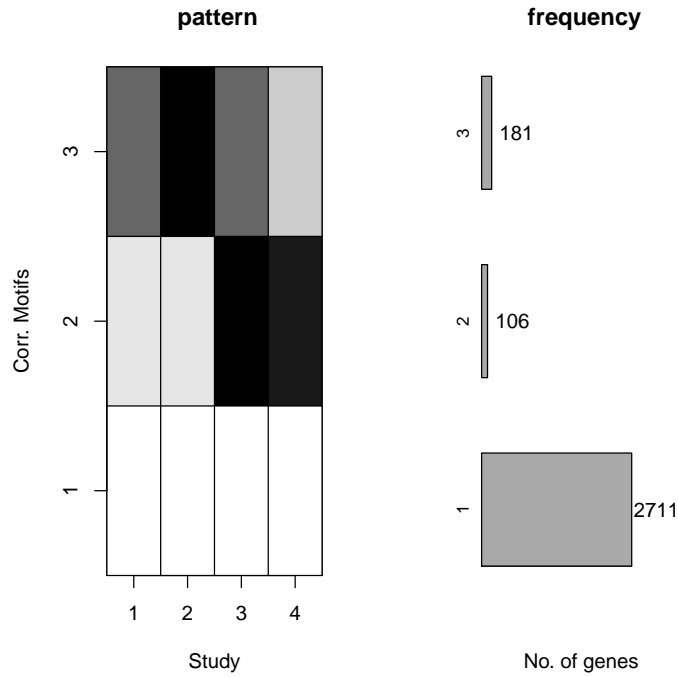 pattern
frequency
3
3
181
Corr. Motifs
2
2
106
1
1
2711
1 2 3 4
Study
No. of genes